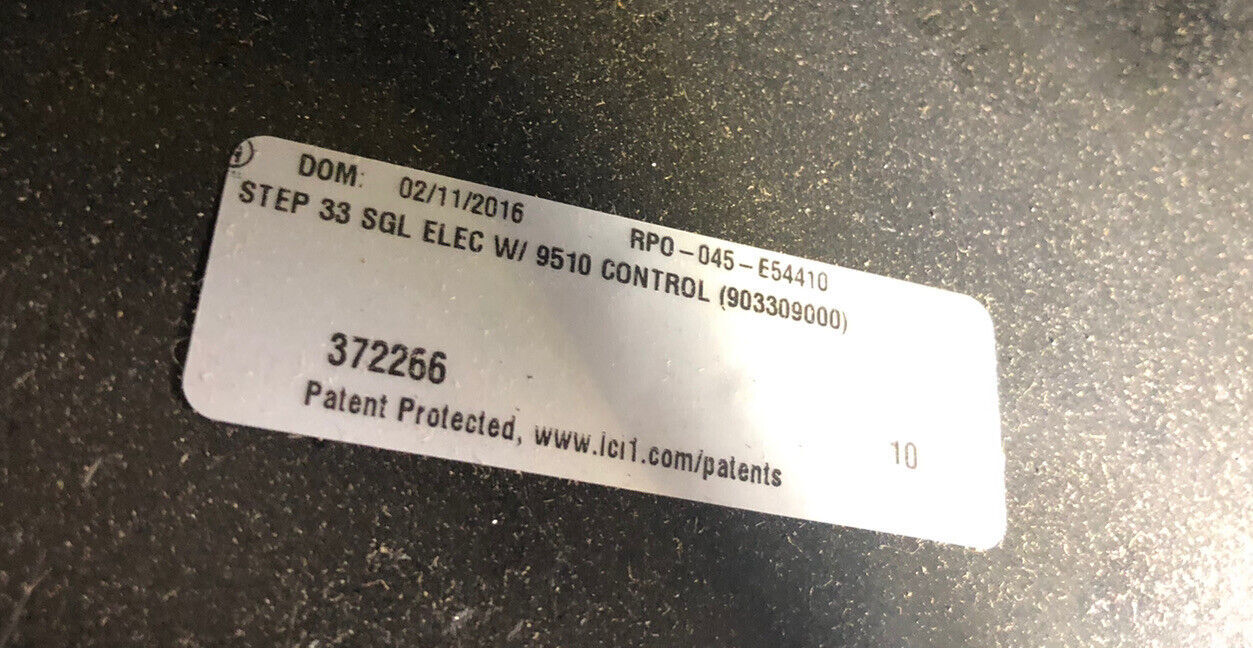 DOM: 02/11/2016 RPO-045-E54410
STEP 33 SGL ELEC W/ 9510 CONTROL (903309000)
372266
Patent Protected, www.lci1.com/patents 10